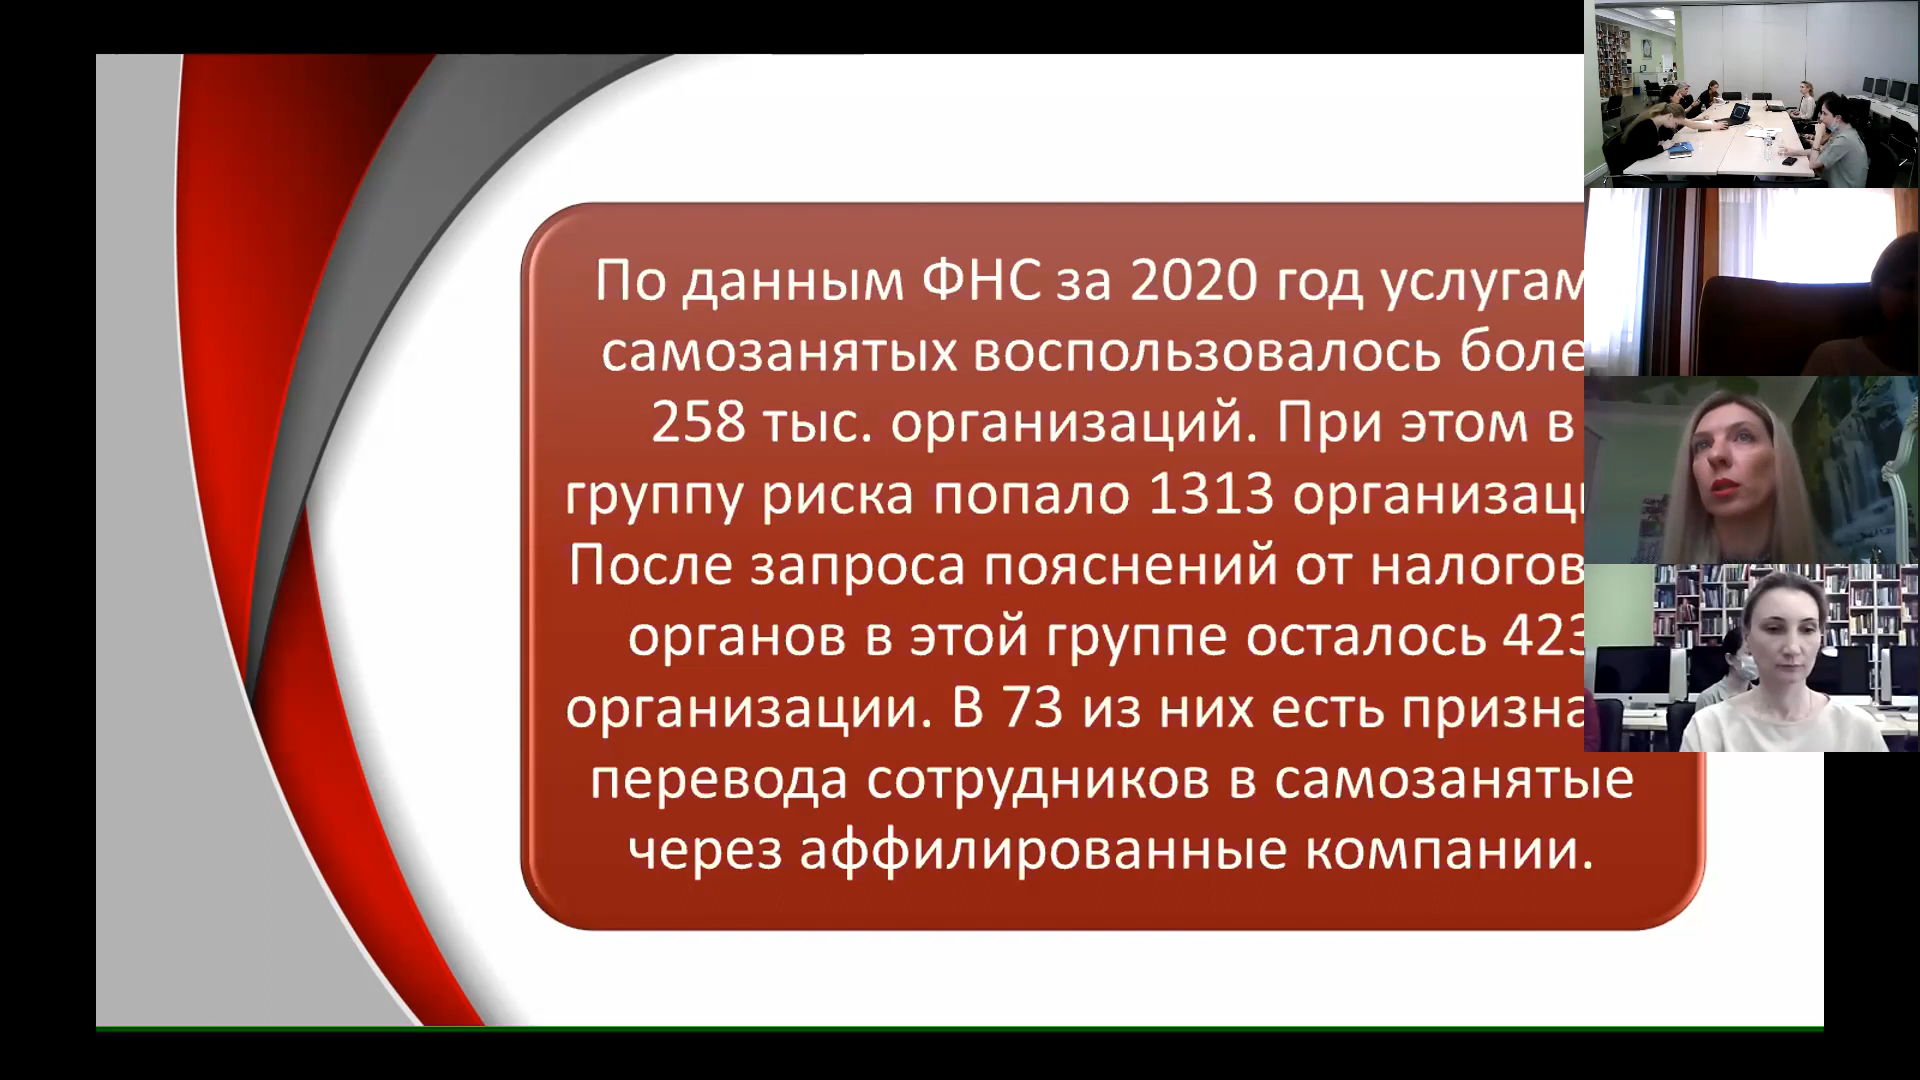 По данным ФНС за 2020 год услугам
самозанятых воспользовалось боле
258 тыс. организаций. При этом в
группу риска попало 1313 организац
После запроса пояснений от налогов
органов в этой группе осталось 423
организации. В 73 из них есть призна
перевода сотрудников в самозанятые
через аффилированные компании.